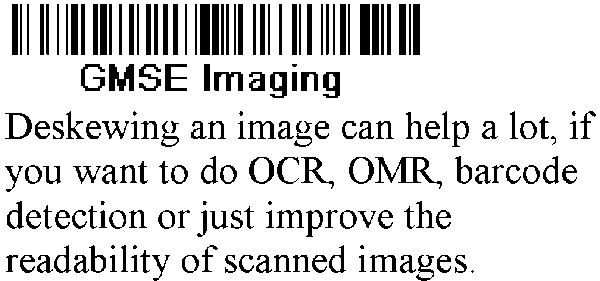 GMSE Imaging
Deskewing an image can help a lot, if
you want to do OCR, OMR, barcode
detection or just improve the
readability of scanned images.